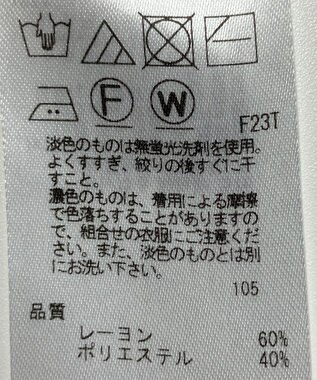 F W
F23T
淡色のものは無蛍光洗剤を使用。
よくすすぎ、絞りの後すぐに干
すこと。
濃色のものは、着用による摩擦
で色落ちすることがありますの
で、組合せの衣服にご注意くだ
さい。また、淡色のものとは別
にお洗い下さい。
105
品質
レーヨン 60%
ポリエステル 40%